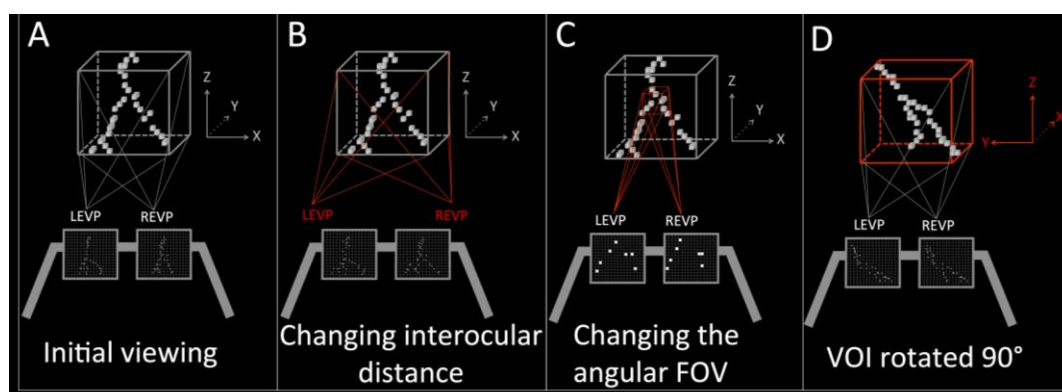 A
Z
Y
X
LEVP
REVP
Initial viewing
B
Z
Y
X
LEVP
REVP
Changing interocular
distance
C
Z
Y
X
LEVP
REVP
Changing the
angular FOV
D
Z
X
Y
LEVP
REVP
VOI rotated 90°